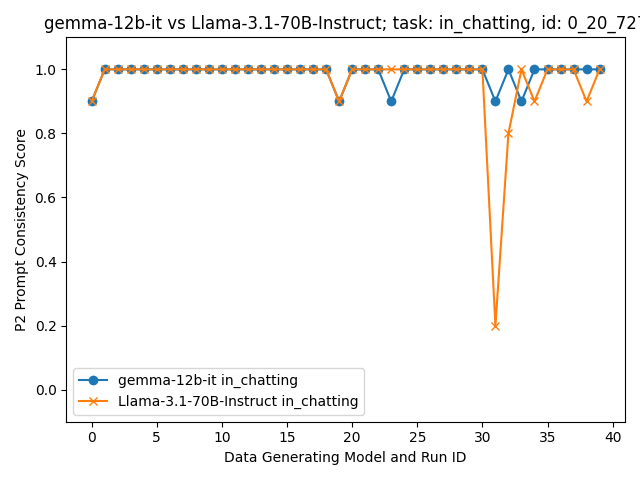 gemma-12b-it vs Llama-3.1-70B-Instruct; task: in_chatting, id: 0_20_727
1.0
0.8
0.6
0.4
0.2
0.0
P2 Prompt Consistency Score
gemma-12b-it in_chatting
Llama-3.1-70B-Instruct in_chatting
0 5 10 15 20 25 30 35 40
Data Generating Model and Run ID